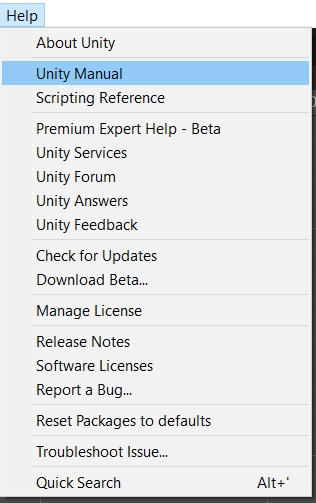 Help
About Unity
Unity Manual
Scripting Reference
Premium Expert Help - Beta
Unity Services
Unity Forum
Unity Answers
Unity Feedback
Check for Updates
Download Beta...
Manage License
Release Notes
Software Licenses
Report a Bug...
Reset Packages to defaults
Troubleshoot Issue...
Quick Search Alt+'